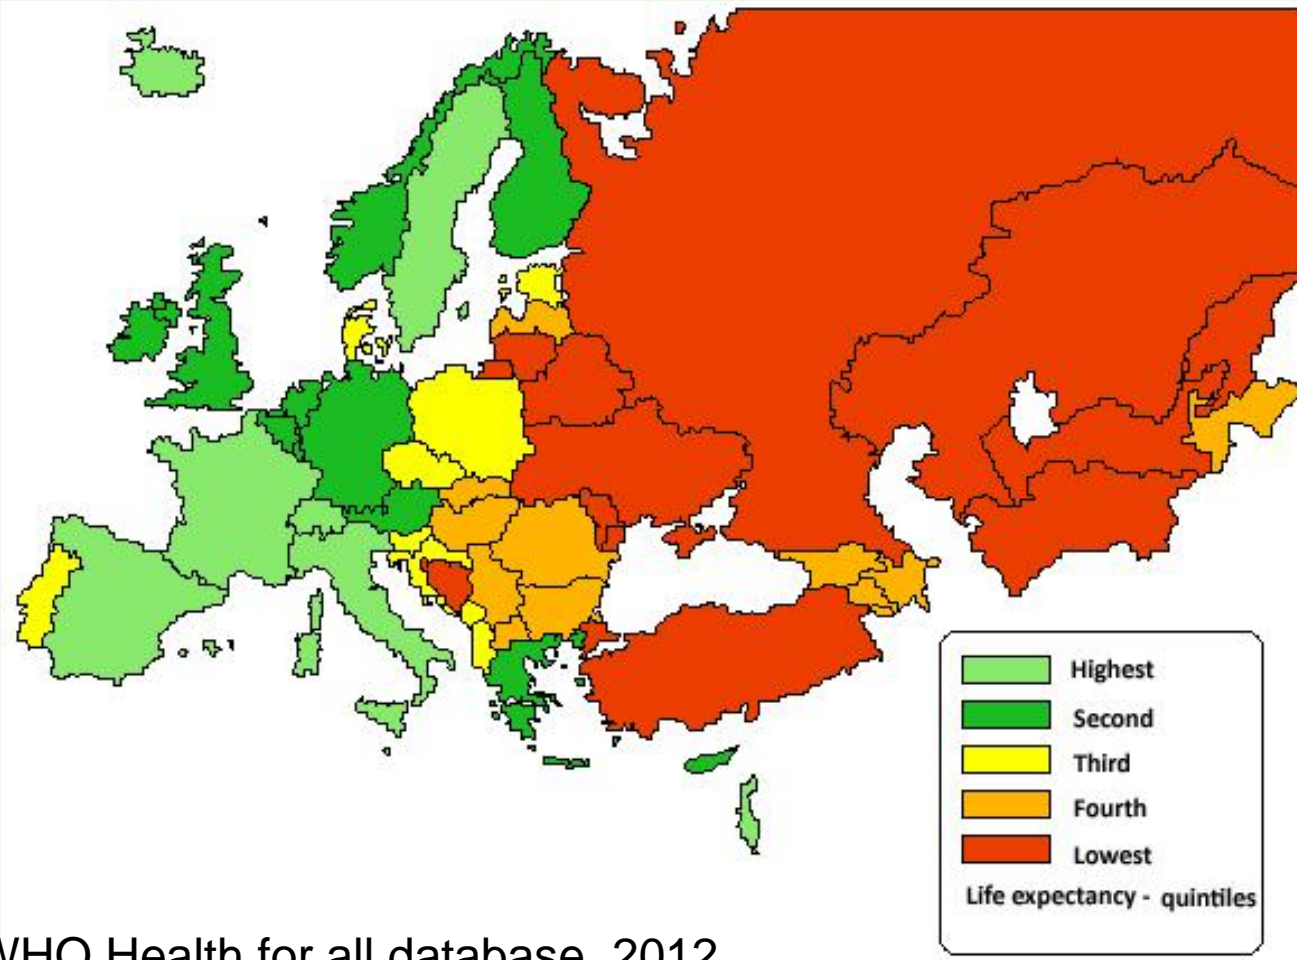 Highest
Second
Third
Fourth
Lowest
Life expectancy - quintiles
WHO Health for all database, 2012